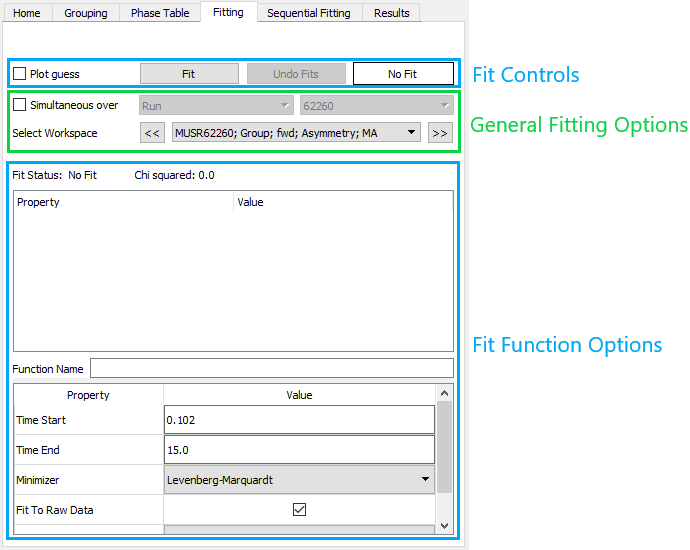 Home Grouping Phase Table Fitting Sequential Fitting Results
Plot guess Fit Undo Fits No Fit
Fit Controls
Simultaneous over Run 62260
General Fitting Options
Select Workspace << MUSR62260; Group; fwd; Asymmetry; MA >>
Fit Status: No Fit Chi squared: 0.0
Property Value
Fit Function Options
Function Name
Property Value
Time Start 0.102
Time End 15.0
Minimizer Levenberg-Marquardt
Fit To Raw Data